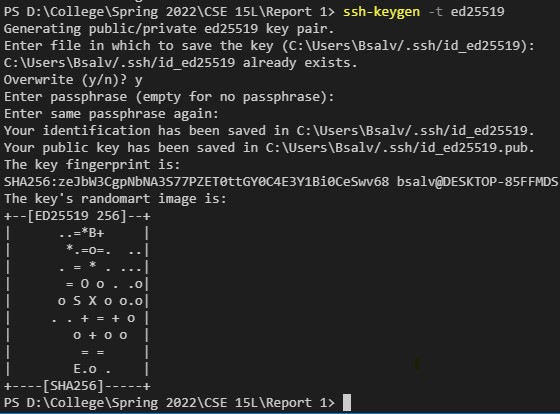 PS D:\College\Spring 2022\CSE 15L\Report 1> ssh-keygen -t ed25519
Generating public/private ed25519 key pair.
Enter file in which to save the key (C:\Users\Bsalv/.ssh/id_ed25519):
C:\Users\Bsalv/.ssh/id_ed25519 already exists.
Overwrite (y/n)? y
Enter passphrase (empty for no passphrase):
Enter same passphrase again:
Your identification has been saved in C:\Users\Bsalv/.ssh/id_ed25519.
Your public key has been saved in C:\Users\Bsalv/.ssh/id_ed25519.pub.
The key fingerprint is:
SHA256:zeJbW3CgpNbNA3S77PZET0ttGY0C4E3Y1Bi0CeSwv68 bsalv@DESKTOP-85FFMDS
The key's randomart image is:
+--[ED25519 256]--+
|      ..=*B+     |
|       *.=o=.  ..|
|      . = * . ...|
|       = O o . .o|
|      o S X o o.o|
|     . . + = + o |
|        o + o o  |
|         = =     |
|        E.o .    |
+----[SHA256]-----+
PS D:\College\Spring 2022\CSE 15L\Report 1>